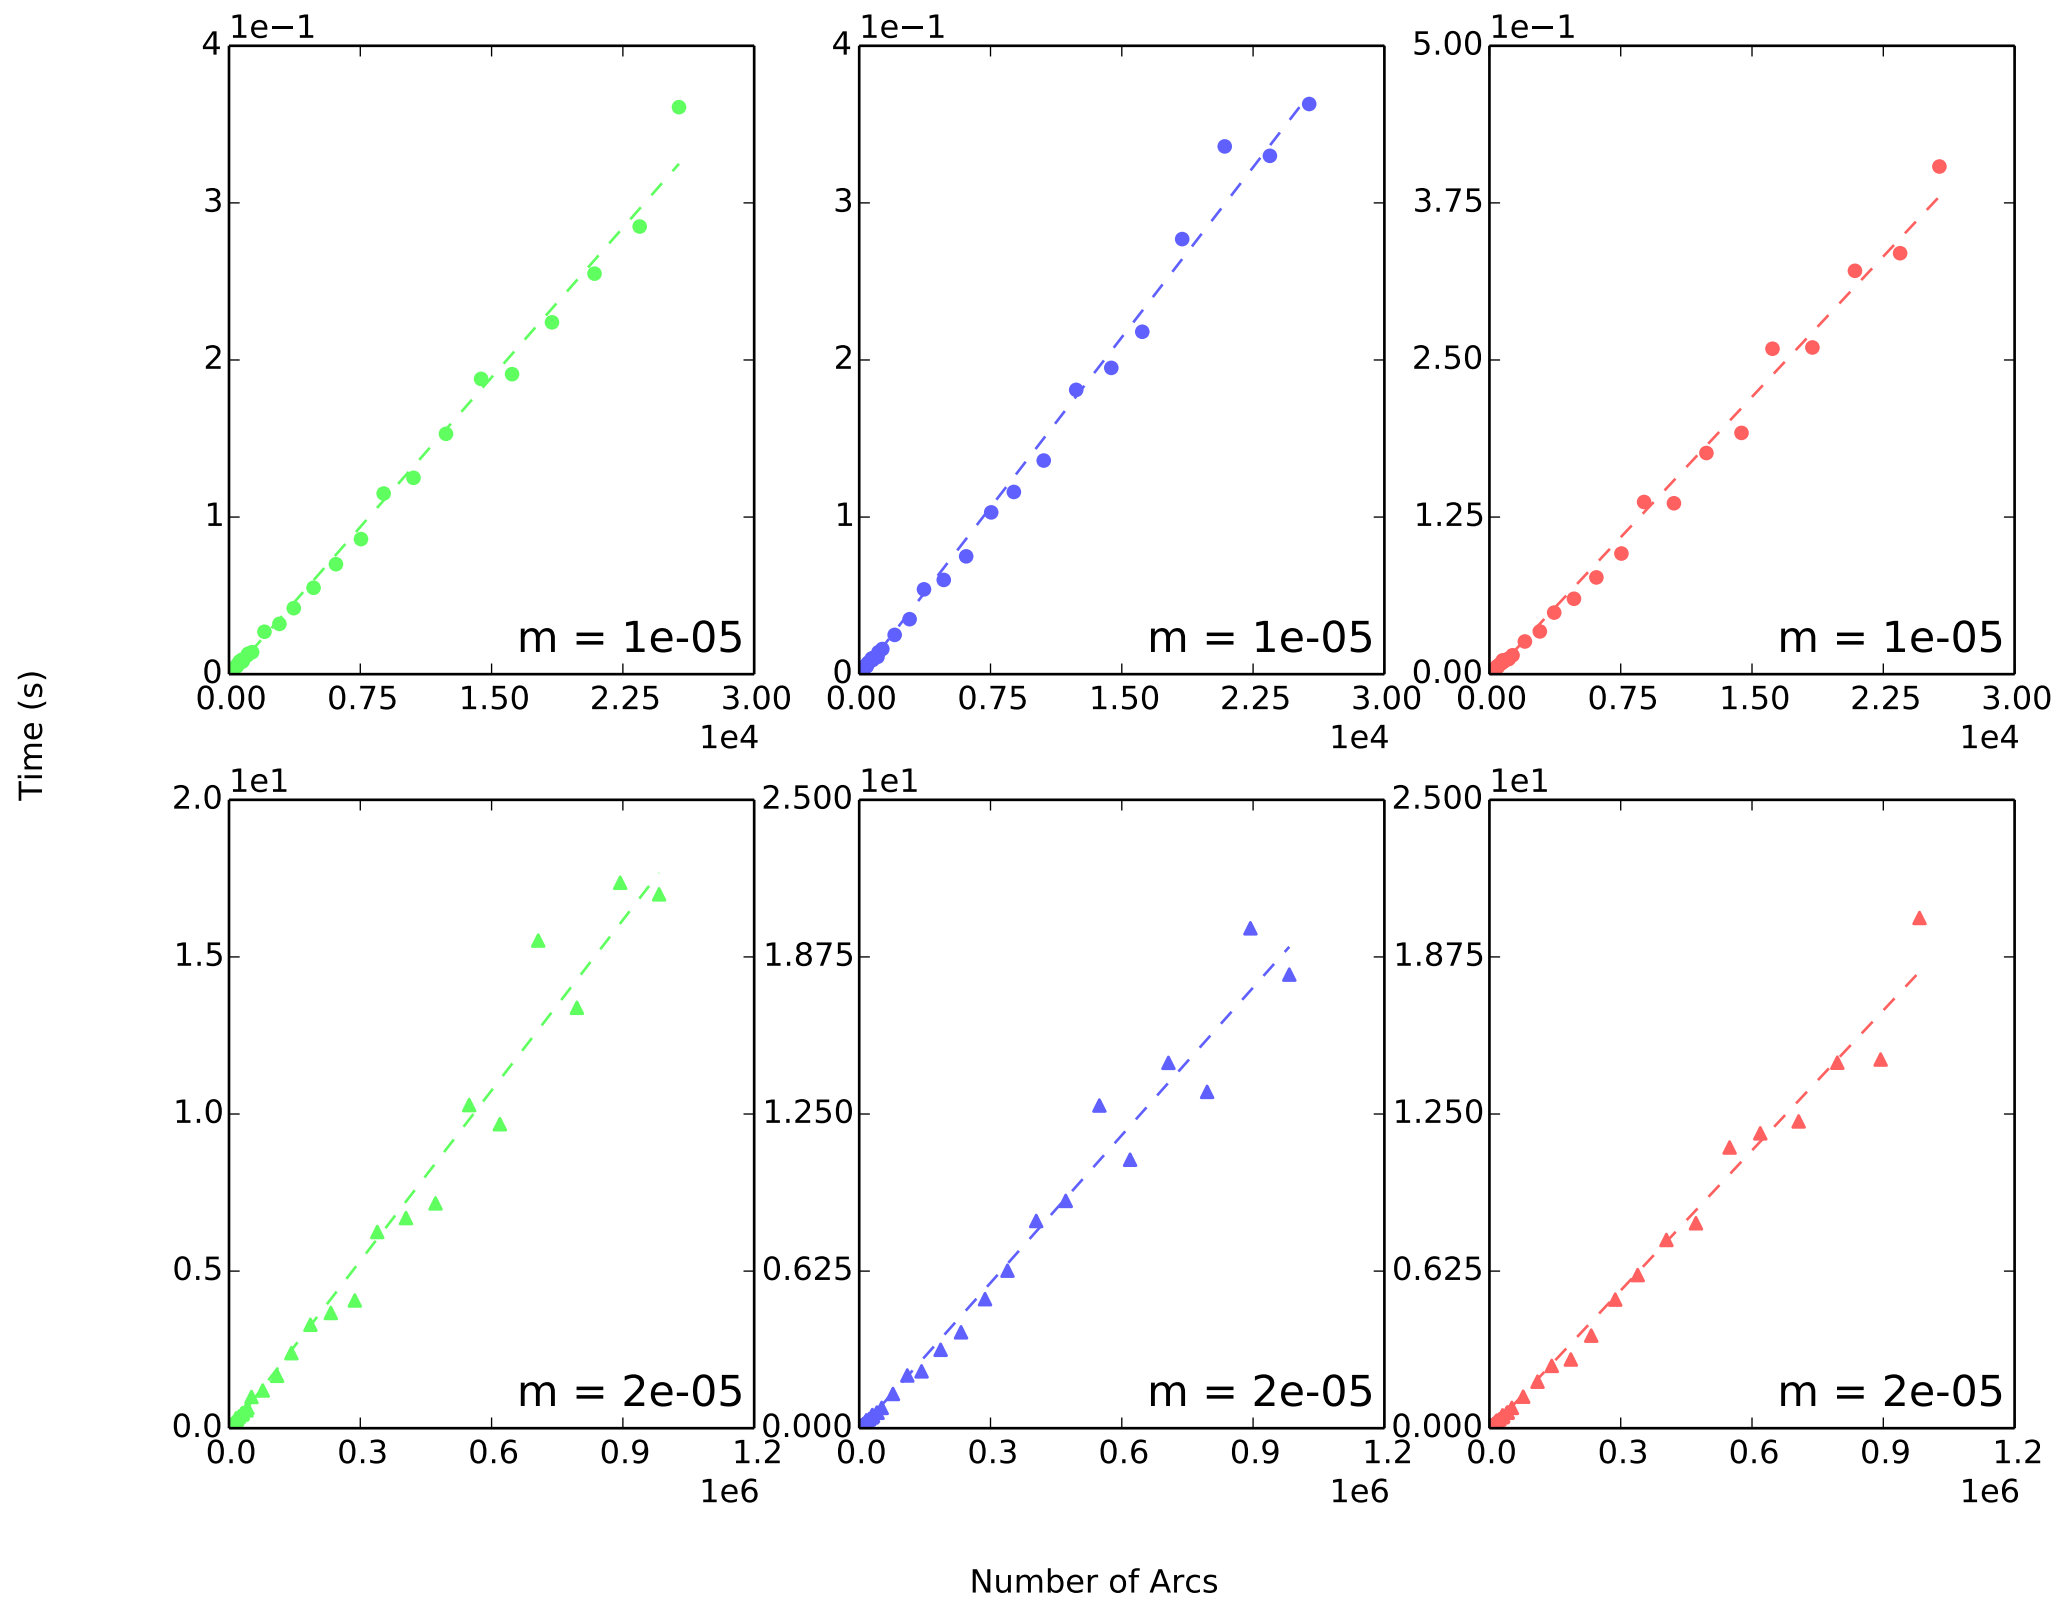 1e−1 1e−1 1e−1
4 4 5.00
3 3 3.75
2 2 2.50
1 1 1.25
m = 1e-05 m = 1e-05 m = 1e-05
0 0 0.00
0.00 0.75 1.50 2.25 3.00 0.00 0.75 1.50 2.25 3.00 0.00 0.75 1.50 2.25 3.00
1e4 1e4 1e4
Time (s)
1e1 1e1 1e1
2.0 2.500 2.500
1.5 1.875 1.875
1.0 1.250 1.250
0.5 0.625 0.625
m = 2e-05 m = 2e-05 m = 2e-05
0.0 0.000 0.000
0.0 0.3 0.6 0.9 1.2 0.0 0.3 0.6 0.9 1.2 0.0 0.3 0.6 0.9 1.2
1e6 1e6 1e6
Number of Arcs